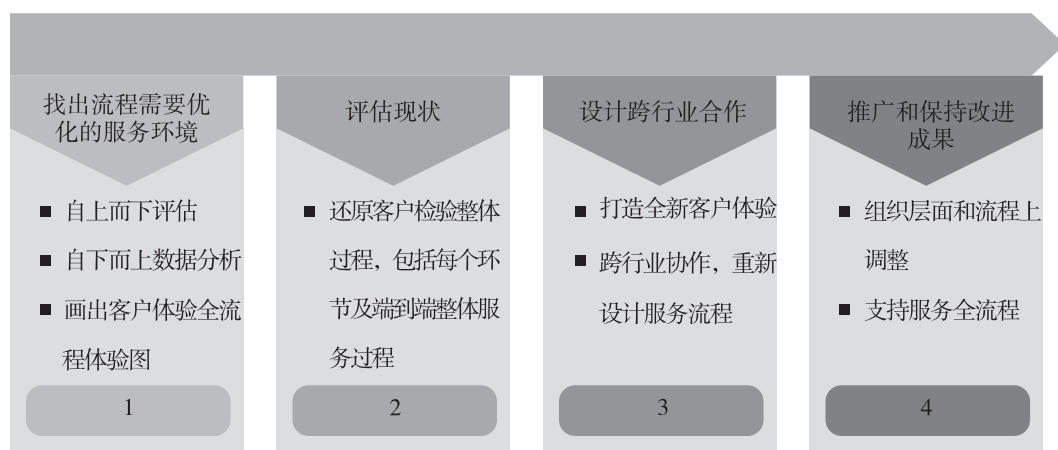 找出流程需要优
化的服务环境
■ 自上而下评估
■ 自下而上数据分析
■ 画出客户体验全流
程体验图
1
评估现状
■ 还原客户检验整体
过程，包括每个环
节及端到端整体服
务过程
2
设计跨行业合作
■ 打造全新客户体验
■ 跨行业协作，重新
设计服务流程
3
推广和保持改进
成果
■ 组织层面和流程上
调整
■ 支持服务全流程
4